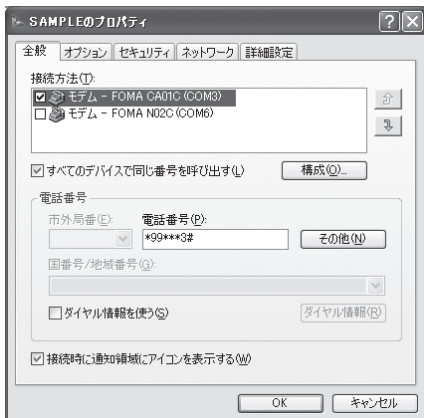 SAMPLEのプロパティ
全般 オプション セキュリティ ネットワーク 詳細設定
接続方法(T):
モデム - FOMA CA01C (COM3)
モデム - FOMA N02C (COM6)
すべてのデバイスで同じ番号を呼び出す(L) 構成(O)...
電話番号
市外局番(E): 電話番号(P):
*99***3# その他(N)
国番号/地域番号(G):
ダイヤル情報を使う(S) ダイヤル情報(R)
接続時に通知領域にアイコンを表示する(W)
OK キャンセル